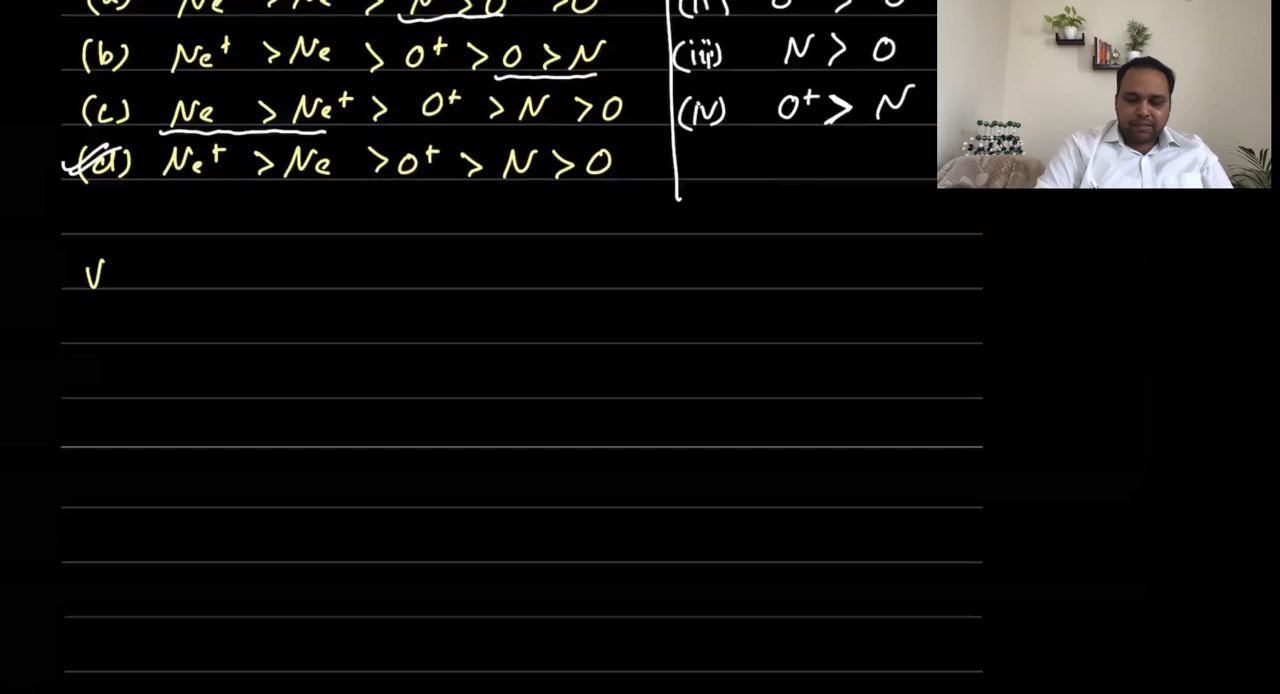 (b) Ne⁺ > Ne > O⁺ > O > N
(c) Ne > Ne⁺ > O⁺ > N > O
(d) Ne⁺ > Ne > O⁺ > N > O
(iii) N > O
(iv) O⁺ > N
V